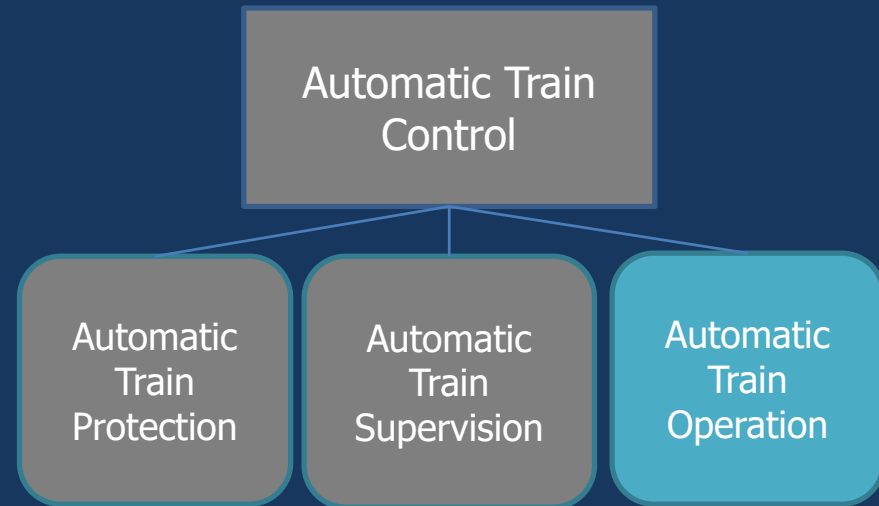 Automatic Train
Control
Automatic
Train
Protection
Automatic
Train
Supervision
Automatic
Train
Operation